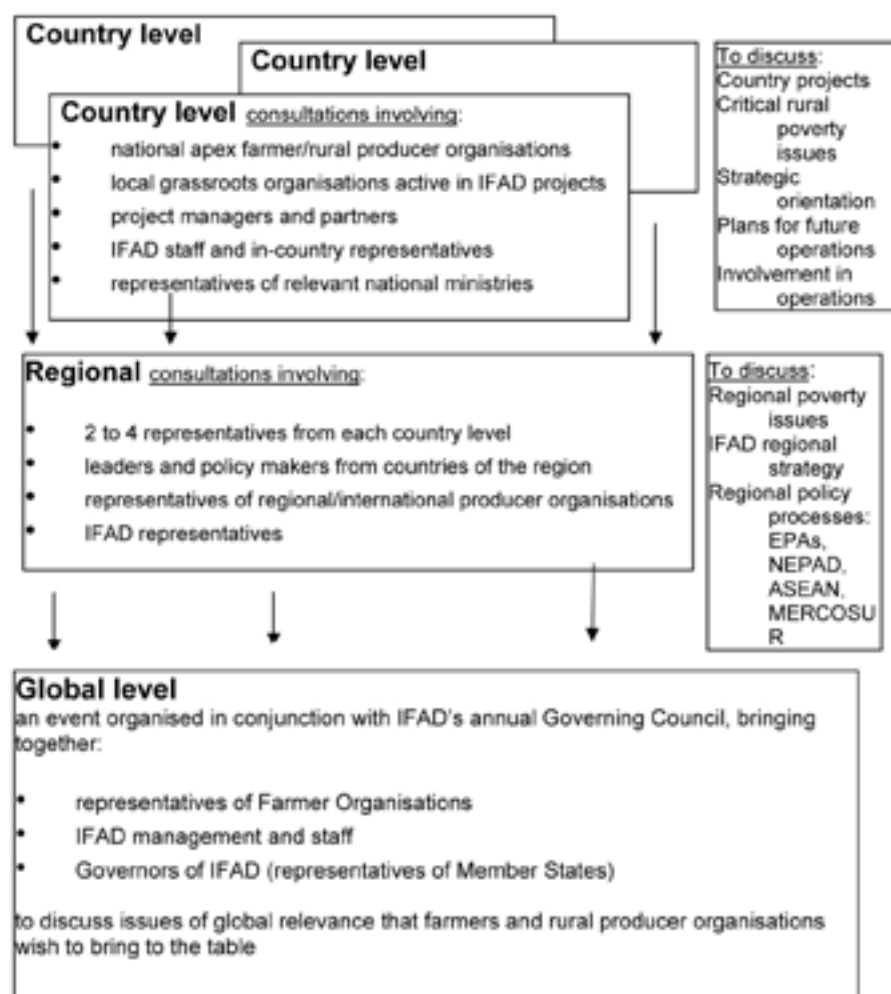 Country level
Country level
Country level consultations involving:
• national apex farmer/rural producer organisations
• local grassroots organisations active in IFAD projects
• project managers and partners
• IFAD staff and in-country representatives
• representatives of relevant national ministries
To discuss:
Country projects
Critical rural
poverty
issues
Strategic
orientation
Plans for future
operations
Involvement in
operations
Regional consultations involving:
• 2 to 4 representatives from each country level
• leaders and policy makers from countries of the region
• representatives of regional/international producer organisations
• IFAD representatives
To discuss:
Regional poverty
issues
IFAD regional
strategy
Regional policy
processes:
EPAs,
NEPAD,
ASEAN,
MERCOSU
R
Global level
an event organised in conjunction with IFAD's annual Governing Council, bringing
together:
• representatives of Farmer Organisations
• IFAD management and staff
• Governors of IFAD (representatives of Member States)
to discuss issues of global relevance that farmers and rural producer organisations
wish to bring to the table